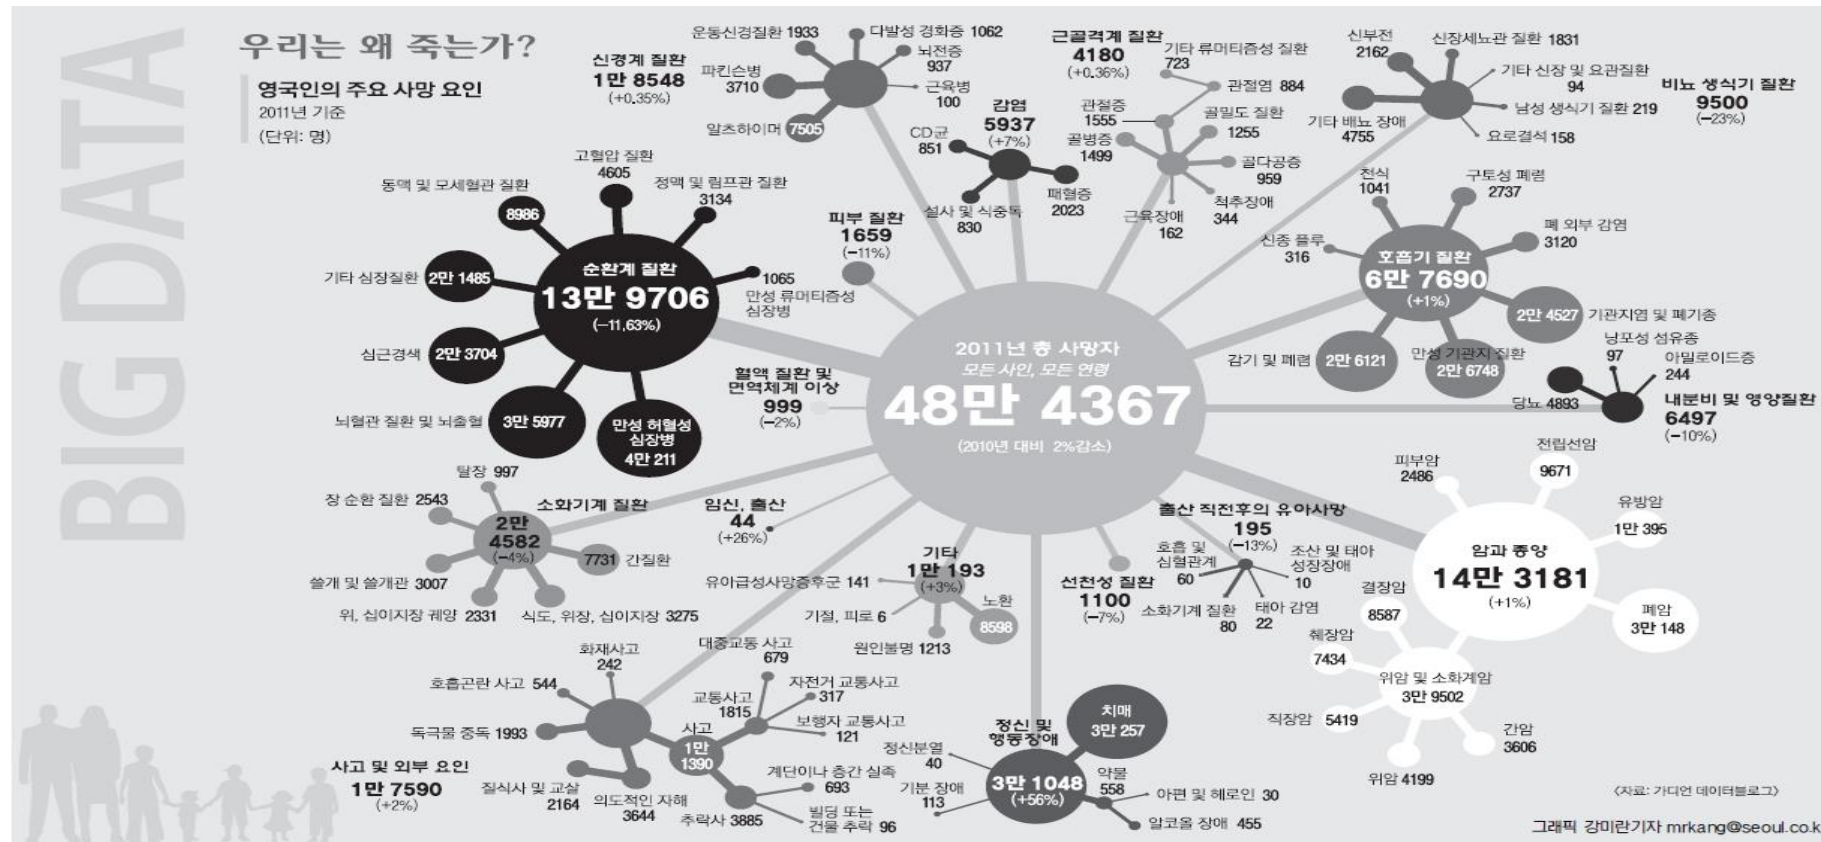 BIG DATA
우리는 왜 죽는가?
영국인의 주요 사망 요인
2011년 기준
(단위: 명)
신경계 질환
1만 8548
(+0.35%)
운동신경질환 1933
다발성 경화증 1062
뇌전증
937
파킨슨병
3710
근육병
100
알츠하이머 7505
감염
5937
(+7%)
CD균
851
설사 및 식중독
830
패혈증
2023
근골격계 질환
4180
(+0.36%)
기타 류머티즘성 질환
723
관절염 884
관절증
1555
골밀도 질환
1255
골병증
1499
골다공증
959
척추장애
344
근육장애
162
신부전
2162
신장세뇨관 질환 1831
기타 신장 및 요관질환
94
남성 생식기 질환 219
요로결석 158
기타 배뇨 장애
4755
비뇨 생식기 질환
9500
(−23%)
고혈압 질환
4605
동맥 및 모세혈관 질환
8986
정맥 및 림프관 질환
3134
기타 심장질환 2만 1485
순환계 질환
13만 9706
(−11.63%)
1065
만성 류머티즘성
심장병
심근경색 2만 3704
뇌혈관 질환 및 뇌출혈 3만 5977
만성 허혈성
심장병
4만 211
피부 질환
1659
(−11%)
혈액 질환 및
면역체계 이상
999
(−2%)
2011년 총 사망자
모든 사인, 모든 연령
48만 4367
(2010년 대비 2%감소)
천식
1041
구토성 폐렴
2737
폐 외부 감염
3120
신종 플루
316
호흡기 질환
6만 7690
(+1%)
2만 4527 기관지염 및 폐기종
감기 및 폐렴 2만 6121
만성 기관지 질환
2만 6748
낭포성 섬유종
97
아밀로이드증
244
당뇨 4893
내분비 및 영양질환
6497
(−10%)
탈장 997
장 순환 질환 2543
소화기계 질환
2만
4582
(−4%)
7731 간질환
쓸개 및 쓸개관 3007
위, 십이지장 궤양 2331
식도, 위장, 십이지장 3275
임신, 출산
44
(+26%)
기타
1만 193
(+3%)
유아급성사망증후군 141
기절, 피로 6
원인불명 1213
노환
8598
선천성 질환
1100
(−7%)
출산 직전후의 유아사망
195
(−13%)
호흡 및
심혈관계
60
조산 및 태아
성장장애
10
소화기계 질환
80
태아 감염
22
피부암
2486
전립선암
9671
유방암
1만 395
암과 종양
14만 3181
(+1%)
폐암
3만 148
결장암
8587
췌장암
7434
위암 및 소화계암
3만 9502
직장암 5419
위암 4199
간암
3606
화재사고
242
호흡곤란 사고 544
독극물 중독 1993
사고 및 외부 요인
1만 7590
(+2%)
질식사 및 교살
2164
의도적인 자해
3644
사고
1만
1390
대중교통 사고
679
교통사고
1815
자전거 교통사고
317
보행자 교통사고
121
계단이나 층간 실족
693
추락사 3885
빌딩 또는
건물 추락 96
정신 및
행동장애
3만 1048
(+56%)
치매
3만 257
정신분열
40
기분 장애
113
약물
558
아편 및 헤로인 30
알코올 장애 455
〈자료: 가디언 데이터블로그〉
그래픽 강미란기자 mrkang@seoul.co.k